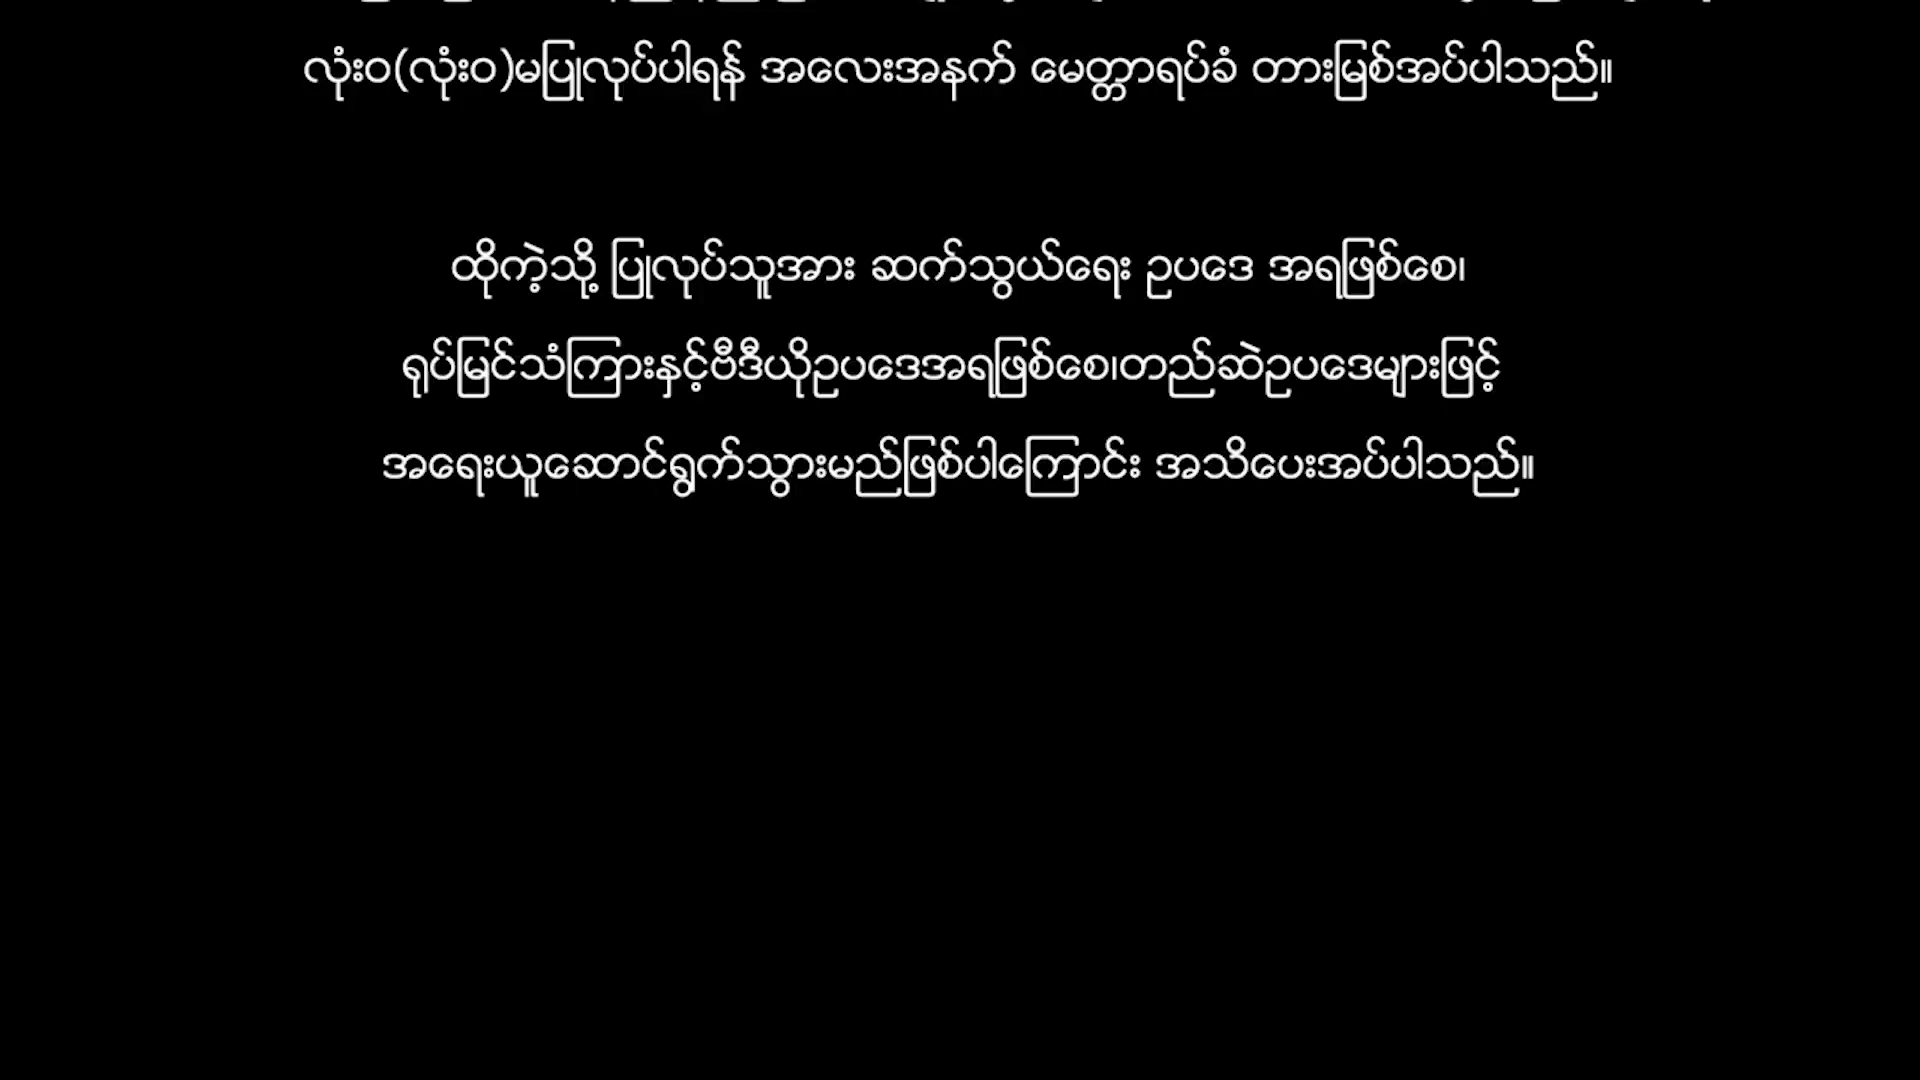 လုံးဝ(လုံးဝ)မပြုလုပ်ပါရန် အလေးအနက် မေတ္တာရပ်ခံ တားမြစ်အပ်ပါသည်။
ထိုကဲ့သို့ ပြုလုပ်သူအား ဆက်သွယ်ရေး ဥပဒေ အရဖြစ်စေ၊
ရုပ်မြင်သံကြားနှင့်ဗီဒီယိုဥပဒေအရဖြစ်စေ၊တည်ဆဲဥပဒေများဖြင့်
အရေးယူဆောင်ရွက်သွားမည်ဖြစ်ပါကြောင်း အသိပေးအပ်ပါသည်။